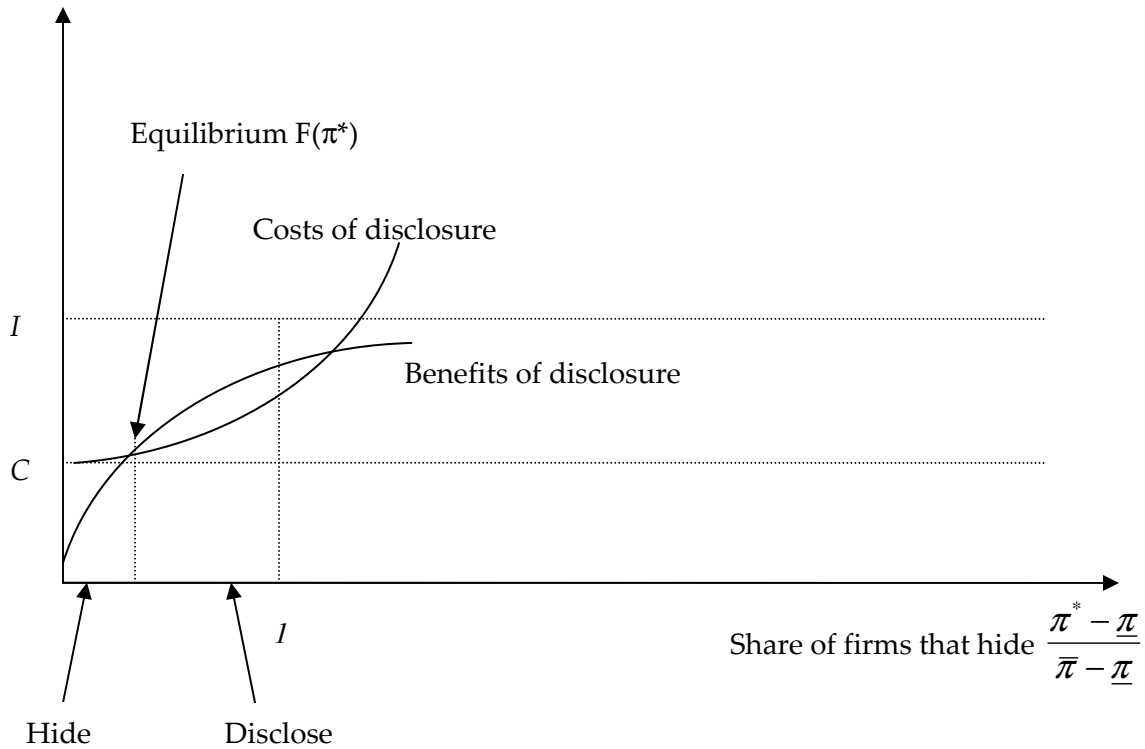 Equilibrium F(π*)
Costs of disclosure
I
Benefits of disclosure
C
1
Share of firms that hide (π* − π̲) / (π̅ − π̲)
Hide
Disclose